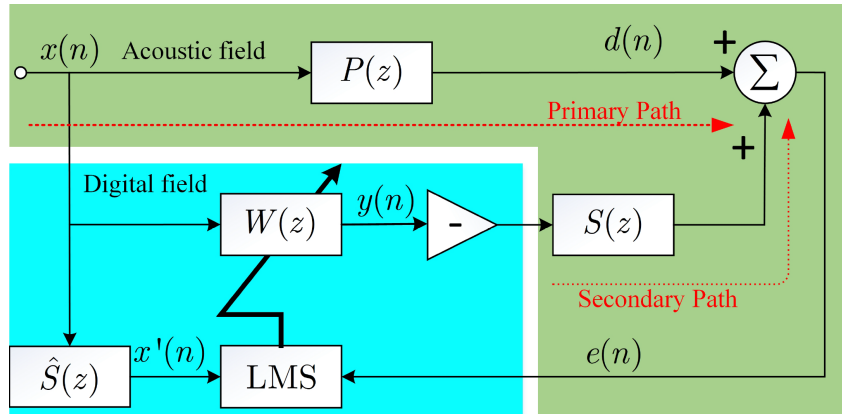 x(n)
Acoustic field
P(z)
d(n)
+
Σ
Primary Path
+
Digital field
W(z)
y(n)
-
S(z)
Secondary Path
Ŝ(z)
x'(n)
LMS
e(n)